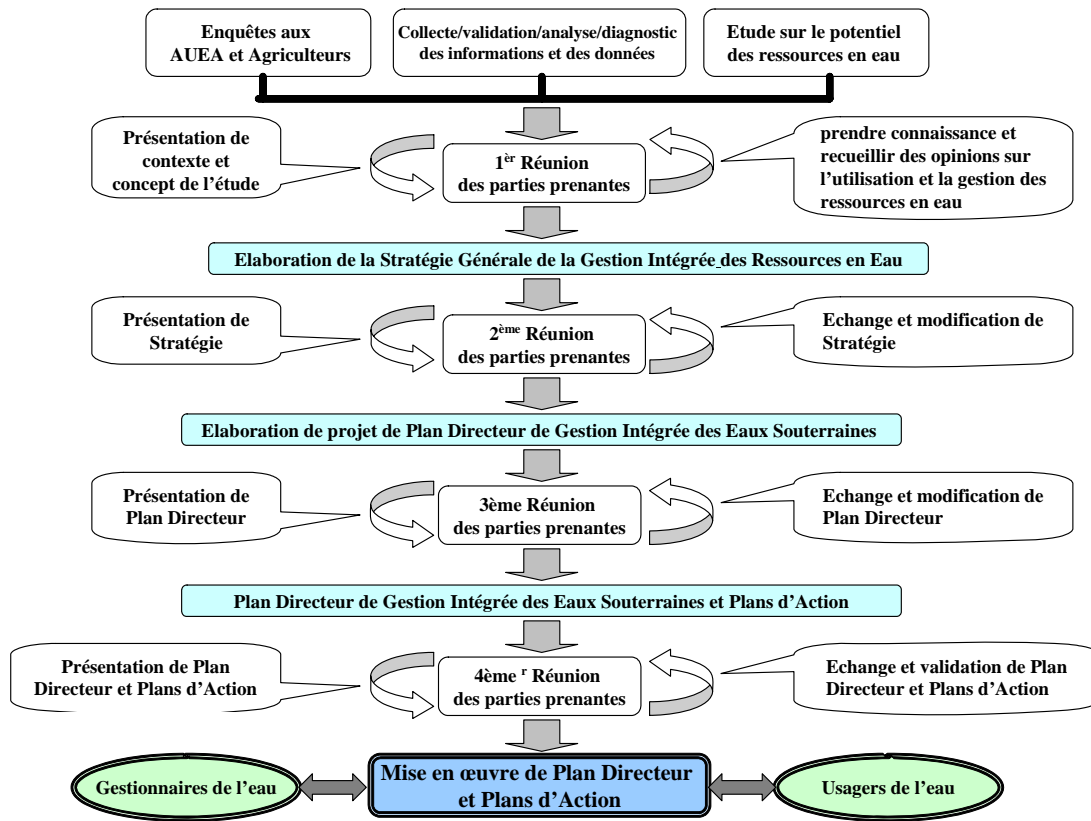 Enquêtes aux
AUEA et Agriculteurs
Collecte/validation/analyse/diagnostic
des informations et des données
Etude sur le potentiel
des ressources en eau
Présentation de
contexte et
concept de l'étude
1èr Réunion
des parties prenantes
prendre connaissance et
recueillir des opinions sur
l'utilisation et la gestion des
ressources en eau
Elaboration de la Stratégie Générale de la Gestion Intégrée des Ressources en Eau
Présentation de
Stratégie
2ème Réunion
des parties prenantes
Echange et modification de
Stratégie
Elaboration de projet de Plan Directeur de Gestion Intégrée des Eaux Souterraines
Présentation de
Plan Directeur
3ème Réunion
des parties prenantes
Echange et modification de
Plan Directeur
Plan Directeur de Gestion Intégrée des Eaux Souterraines et Plans d'Action
Présentation de Plan
Directeur et Plans d'Action
4ème r Réunion
des parties prenantes
Echange et validation de Plan
Directeur et Plans d'Action
Gestionnaires de l'eau
Mise en œuvre de Plan Directeur
et Plans d'Action
Usagers de l'eau